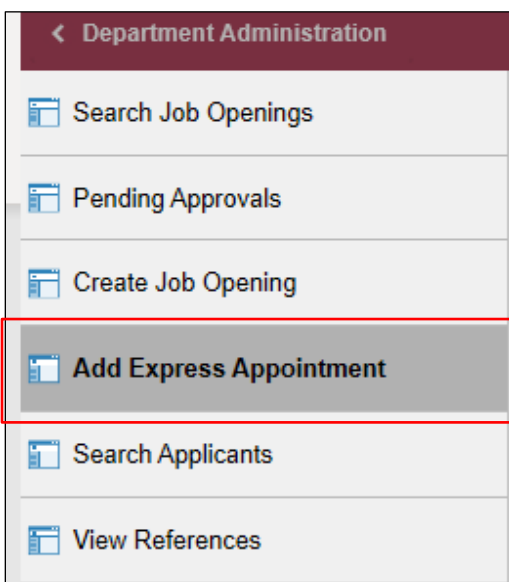 Department Administration
Search Job Openings
Pending Approvals
Create Job Opening
Add Express Appointment
Search Applicants
View References